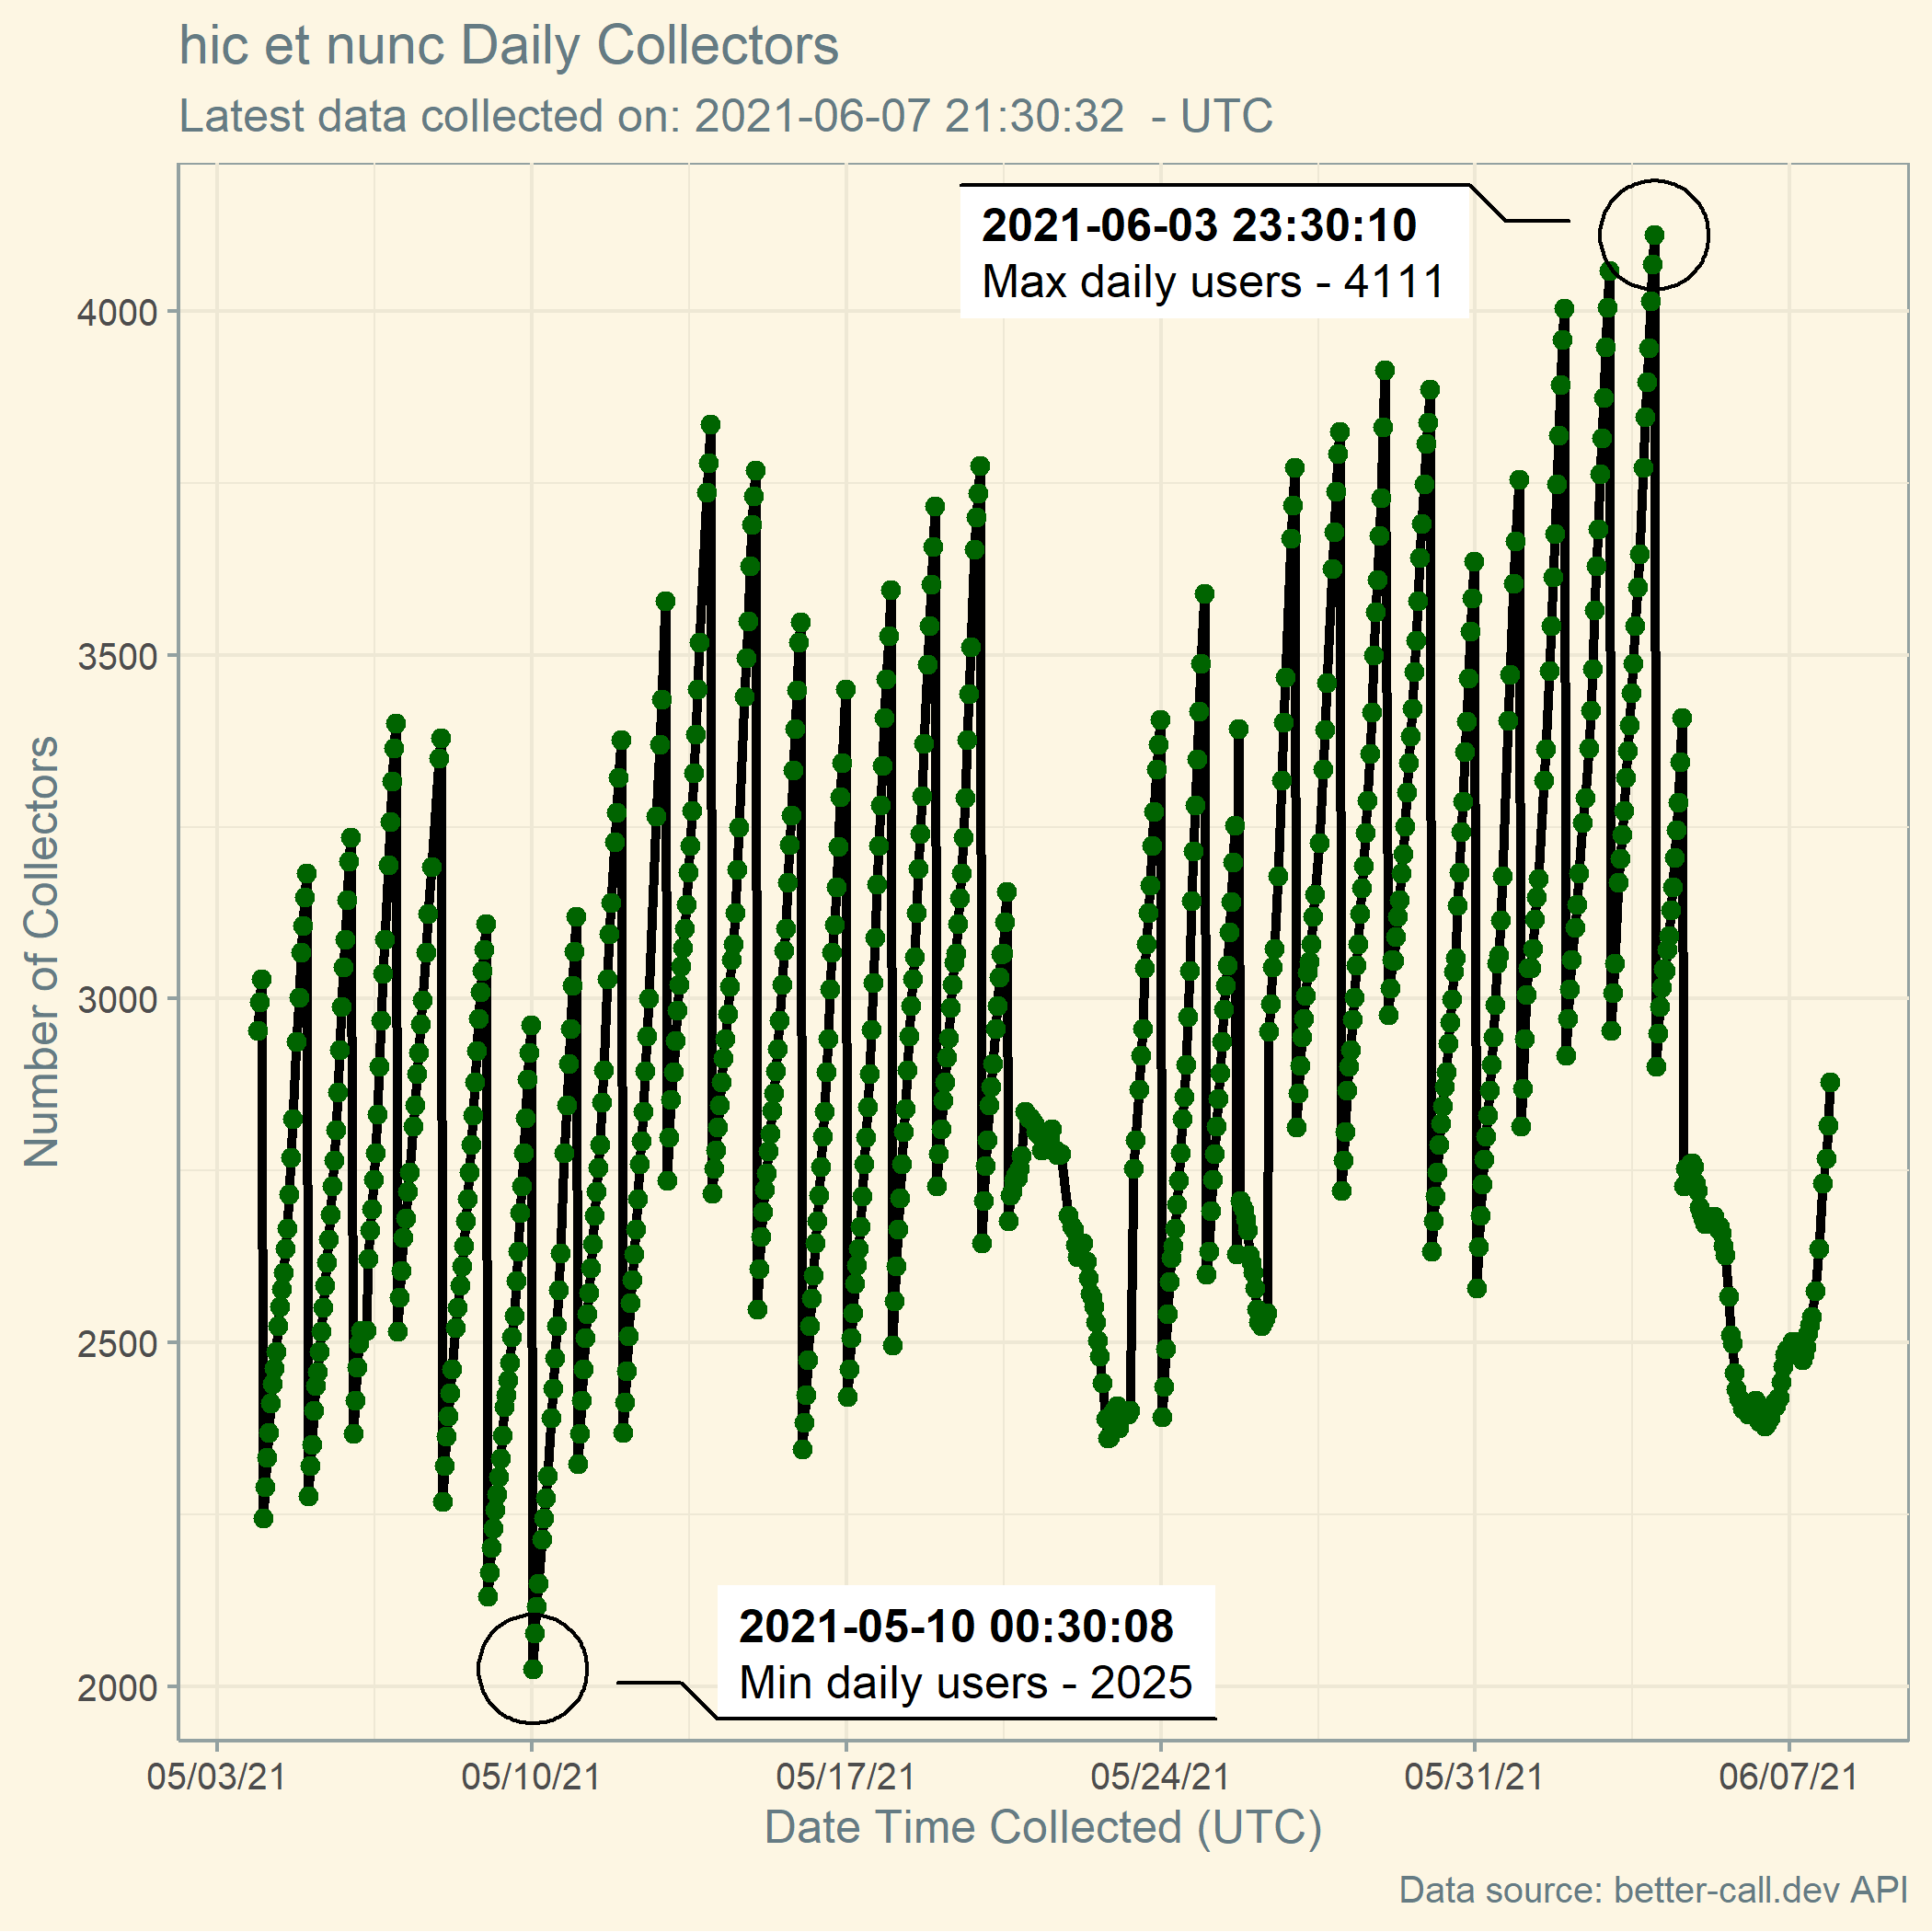 hic et nunc Daily Collectors
Latest data collected on: 2021-06-07 21:30:32  - UTC
2021-06-03 23:30:10
Max daily users - 4111
4000
3500
3000
2500
2000
Number of Collectors
2021-05-10 00:30:08
Min daily users - 2025
05/03/21 05/10/21 05/17/21 05/24/21 05/31/21 06/07/21
Date Time Collected (UTC)
Data source: better-call.dev API